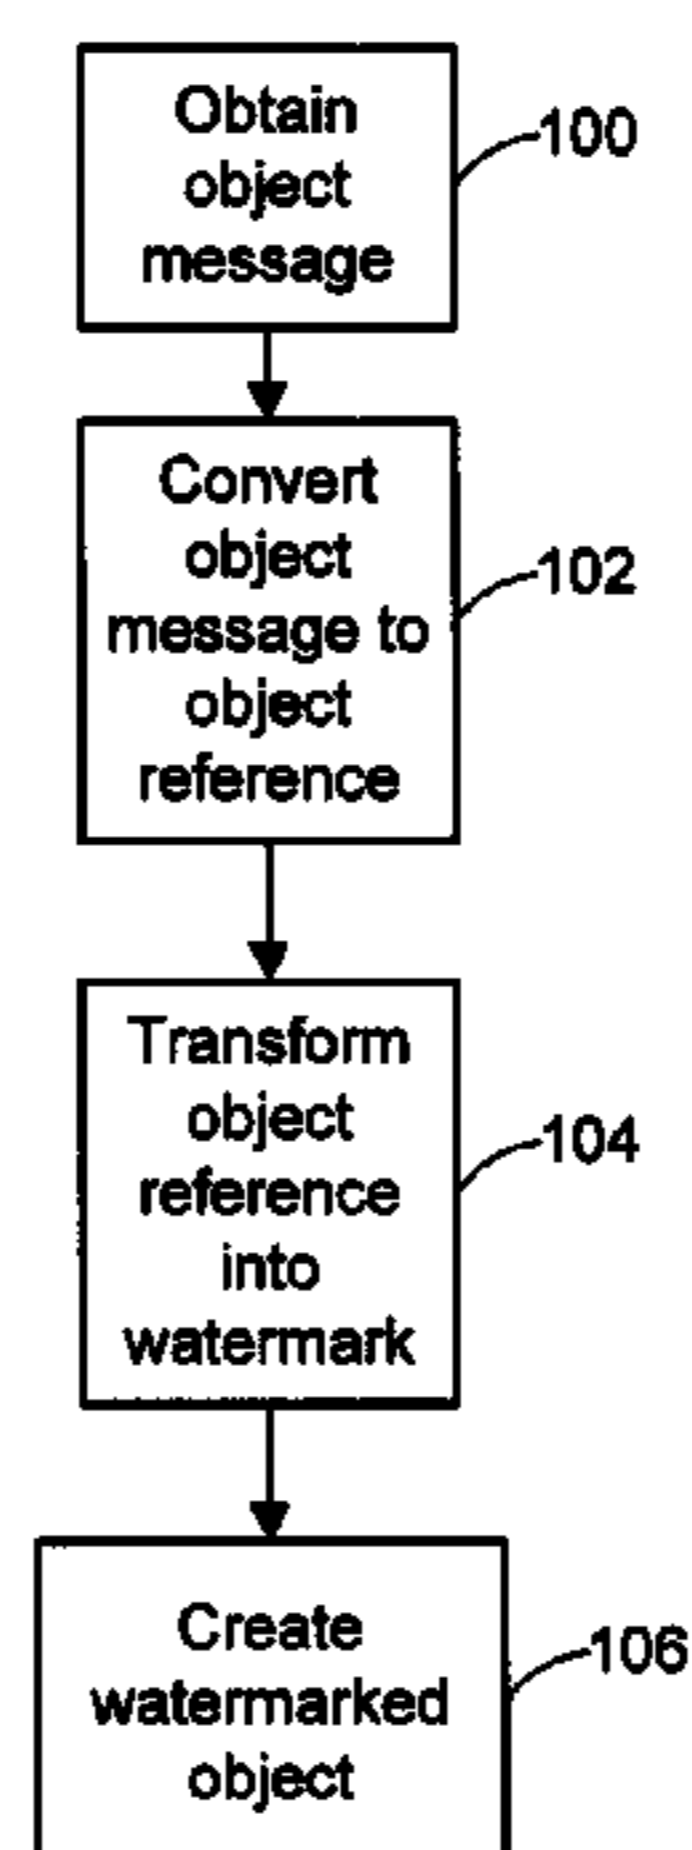 Obtain
object
message
100
Convert
object
message to
object
reference
102
Transform
object
reference
into
watermark
104
Create
watermarked
object
106